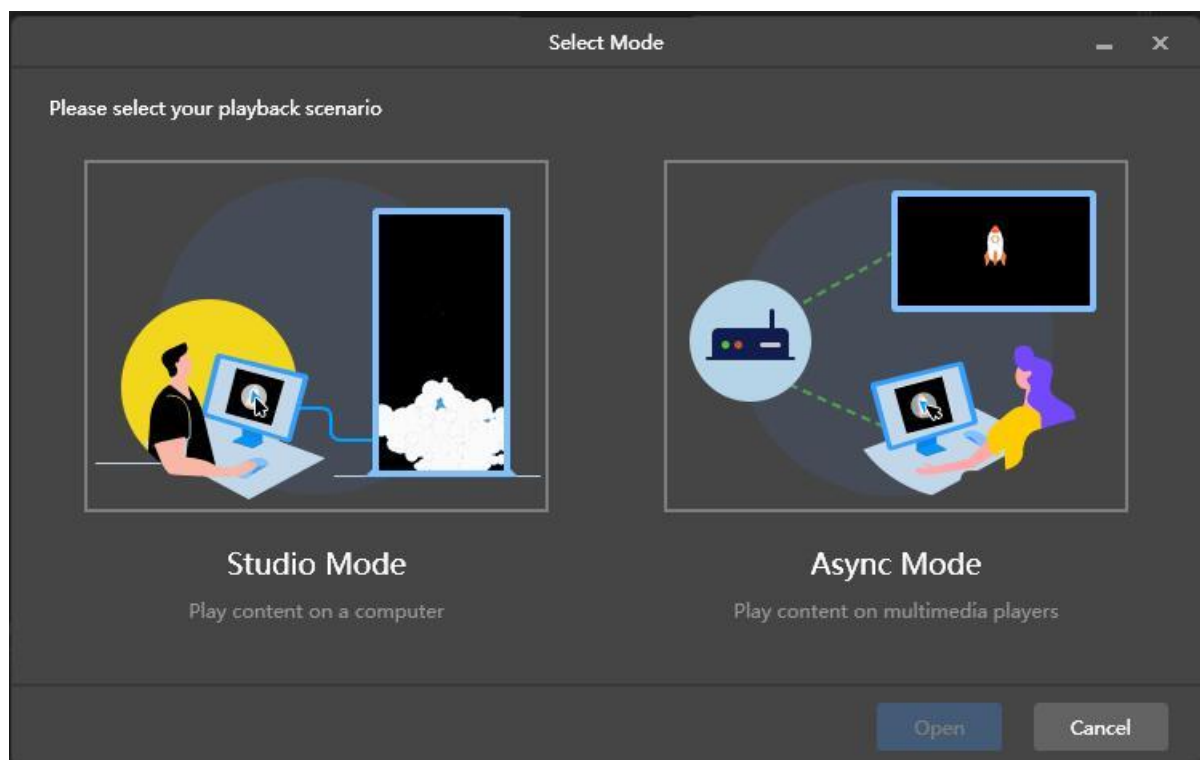 Select Mode
Please select your playback scenario
Studio Mode
Play content on a computer
Async Mode
Play content on multimedia players
Open
Cancel